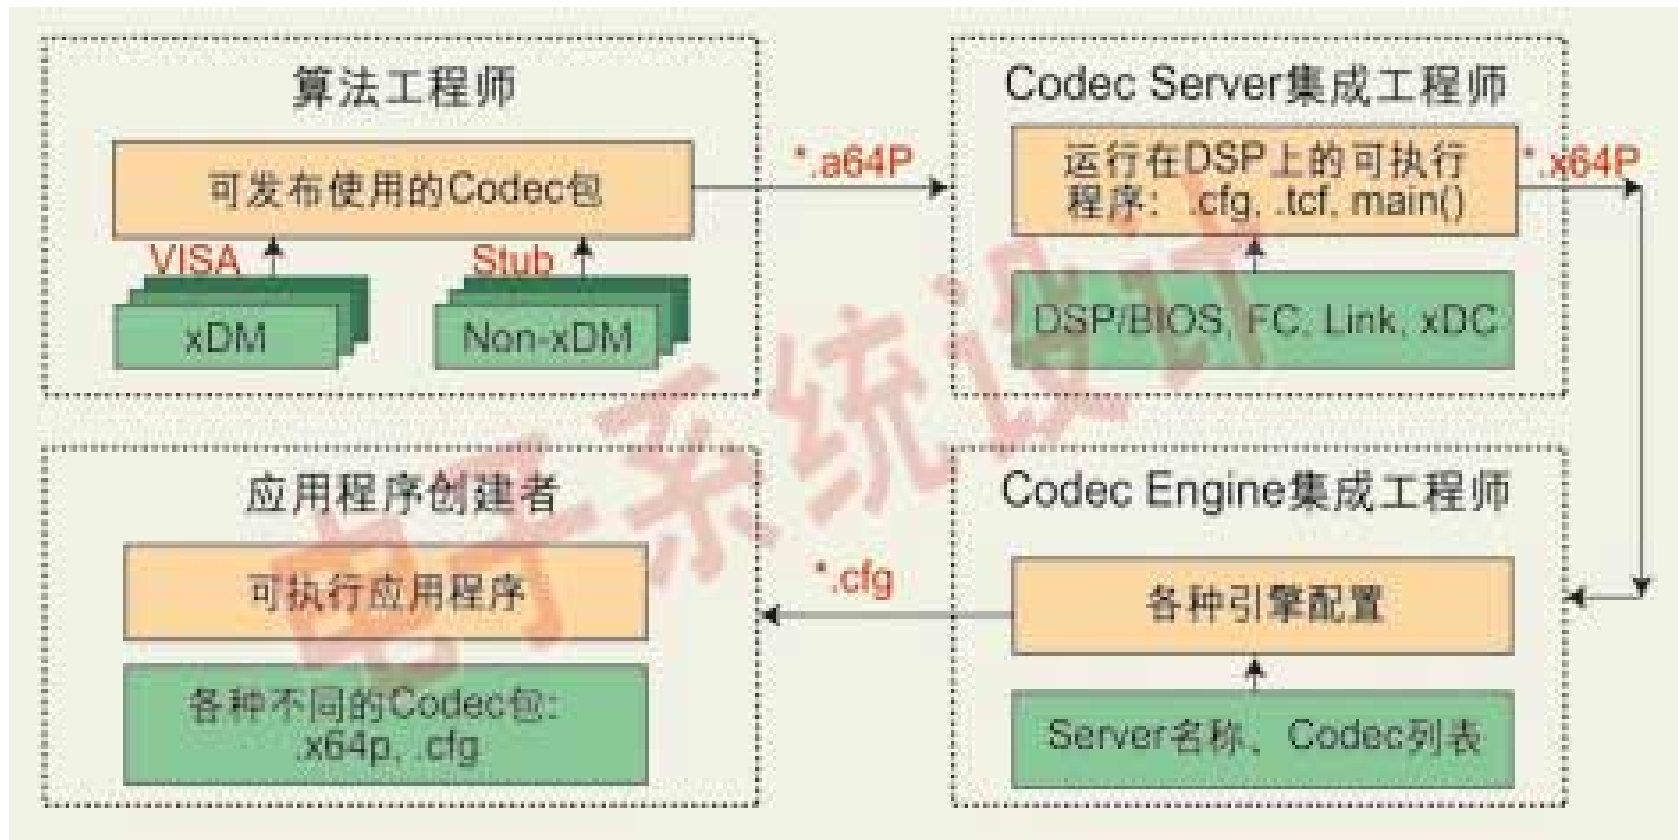 算法工程师
可发布使用的Codec包
VISA
Stub
xDM
Non-xDM
*.a64P
Codec Server集成工程师
运行在DSP上的可执行
程序: .cfg, .tcf, main()
DSP/BIOS, FC, Link, xDC
*.x64P
Codec Engine集成工程师
各种引擎配置
Server名称、Codec列表
*.cfg
应用程序创建者
可执行应用程序
各种不同的Codec包:
.x64p, .cfg
电子系统设计